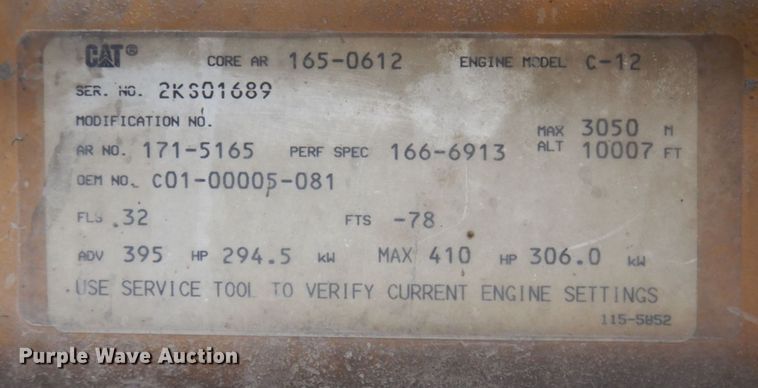 CAT® CORE AR 165-0612 ENGINE MODEL C-12
SER. NO. 2KS01689
MODIFICATION NO.
MAX 3050 M
AR NO. 171-5165 PERF SPEC 166-6913 ALT 10007 FT
OEM NO. C01-00005-081
FLS .32 FTS -78
ADV 395 HP 294.5 kW MAX 410 HP 306.0 kW
USE SERVICE TOOL TO VERIFY CURRENT ENGINE SETTINGS
115-5852
Purple Wave Auction